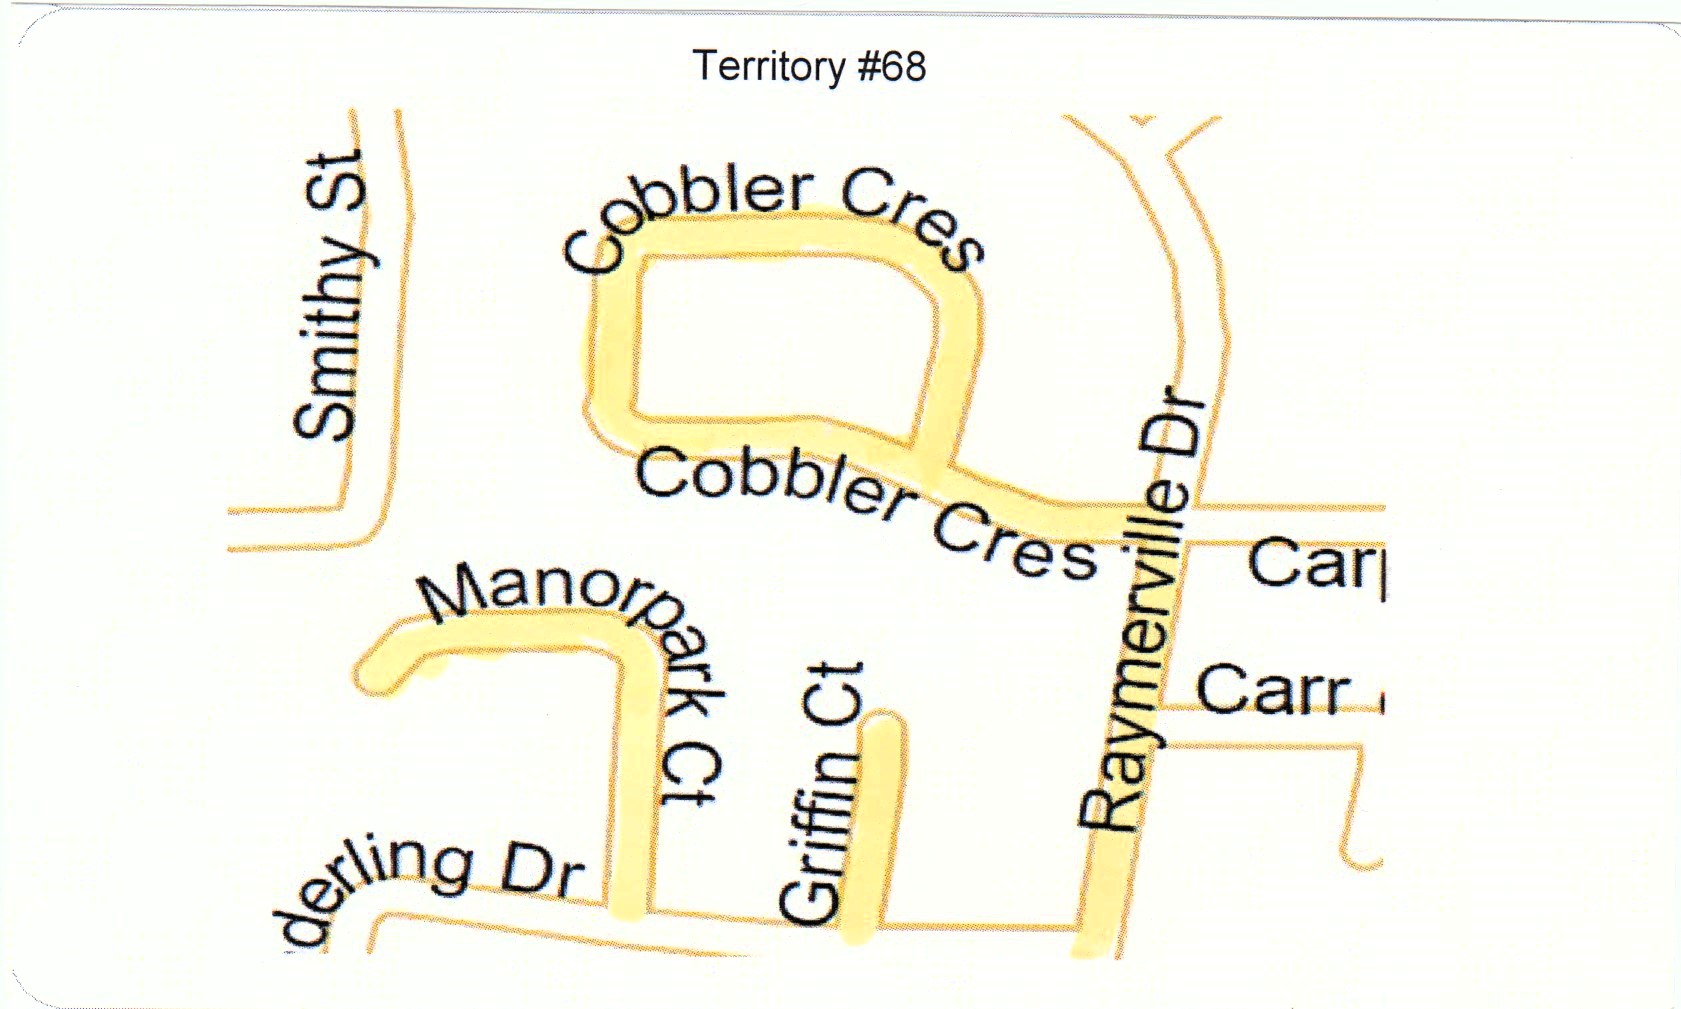 Territory #68
Smithy St
Cobbler Cres
Cobbler Cres
Raymerville Dr
Car
Manorpark Ct
Carr
Griffin Ct
derling Dr